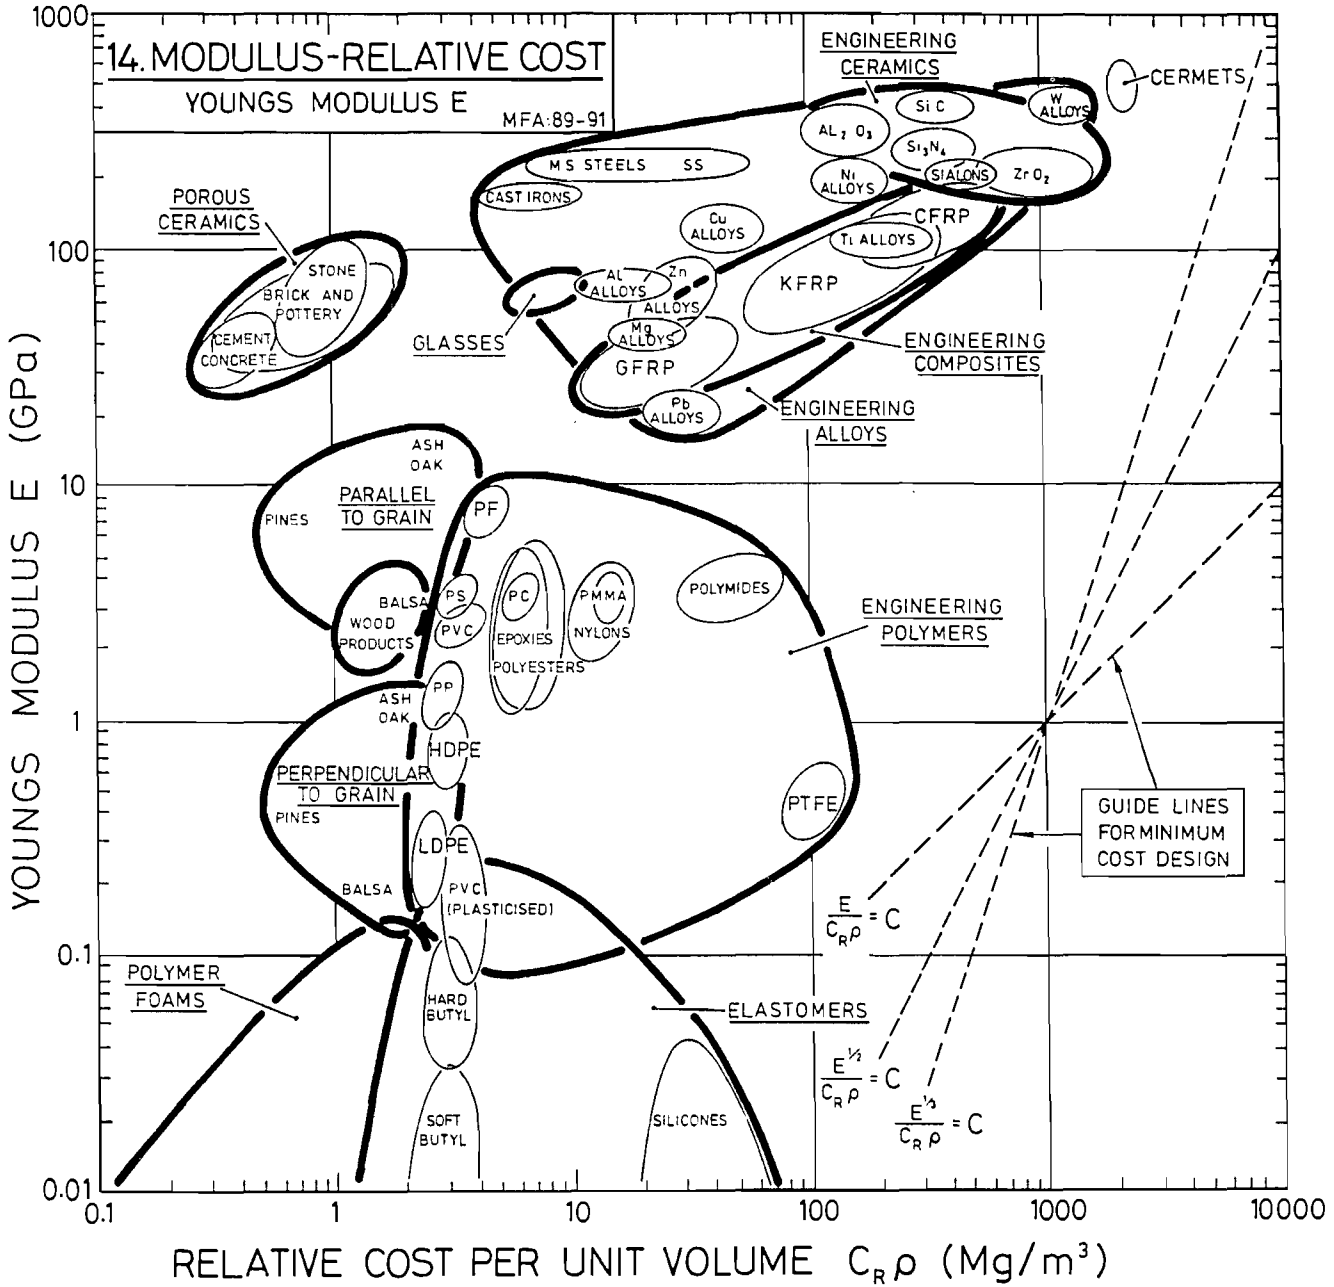 14. MODULUS-RELATIVE COST
YOUNGS MODULUS E
MFA:89-91
1000
100
10
1
0.1
0.01
YOUNGS MODULUS E (GPa)
ENGINEERING
CERAMICS
CERMETS
W
ALLOYS
SiC
AL2O3
Si3N4
SIALONS
ZrO2
MS STEELS SS
CAST IRONS
Ni
ALLOYS
CFRP
Cu
ALLOYS
Ti ALLOYS
KFRP
POROUS
CERAMICS
STONE
BRICK AND
POTTERY
CEMENT
CONCRETE
GLASSES
Al
ALLOYS
Zn
ALLOYS
Mg
ALLOYS
GFRP
Pb
ALLOYS
ENGINEERING
COMPOSITES
ENGINEERING
ALLOYS
ASH
OAK
PARALLEL
TO GRAIN
PINES
BALSA
WOOD
PRODUCTS
PF
PS
PVC
PC
EPOXIES
POLYESTERS
PMMA
NYLONS
POLYMIDES
ENGINEERING
POLYMERS
PP
ASH
OAK
HDPE
PERPENDICULAR
TO GRAIN
PINES
PTFE
LDPE
BALSA
PVC
(PLASTICISED)
POLYMER
FOAMS
HARD
BUTYL
ELASTOMERS
SOFT
BUTYL
SILICONES
GUIDE LINES
FOR MINIMUM
COST DESIGN
E/CRρ = C
E^1/2/CRρ = C
E^1/3/CRρ = C
0.1 1 10 100 1000 10000
RELATIVE COST PER UNIT VOLUME CRρ (Mg/m³)